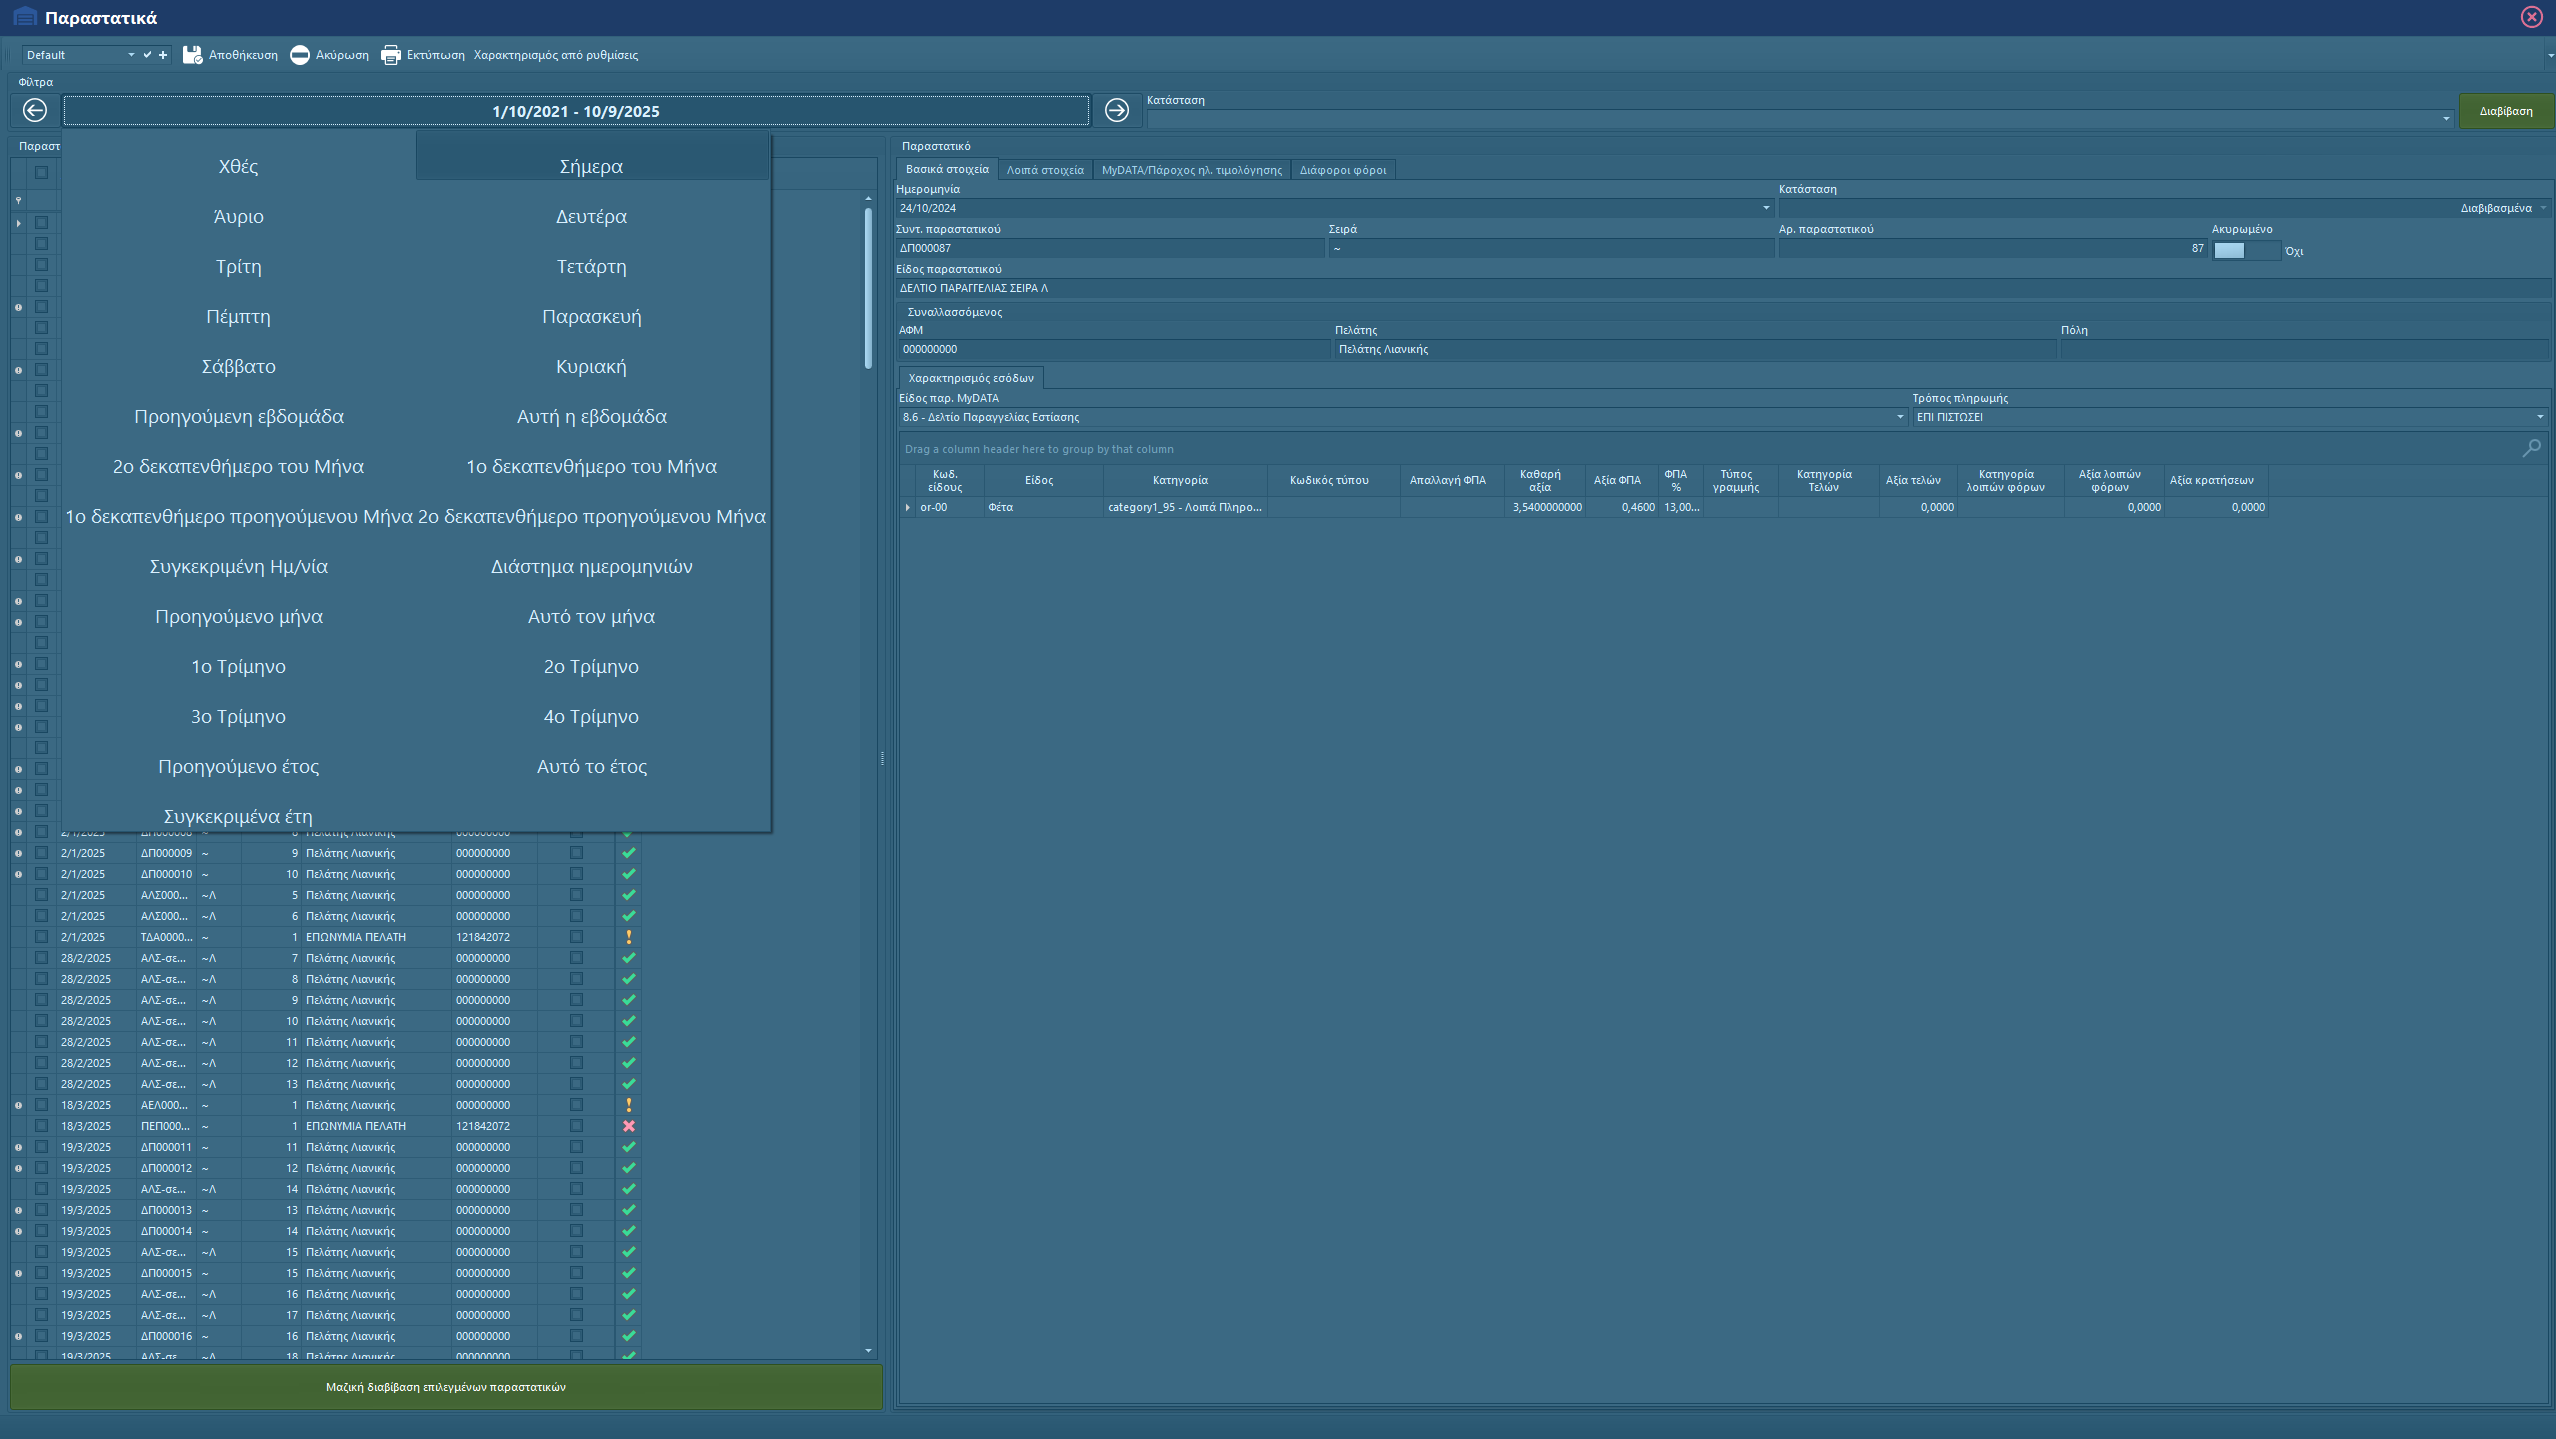 Παραστατικά
Default Αποθήκευση Ακύρωση Εκτύπωση Χαρακτηρισμός από ρυθμίσεις
Φίλτρα
1/10/2021 - 10/9/2025
Κατάσταση
Διαβίβαση
Παραστ
Χθές Σήμερα
Άυριο Δευτέρα
Τρίτη Τετάρτη
Πέμπτη Παρασκευή
Σάββατο Κυριακή
Προηγούμενη εβδομάδα Αυτή η εβδομάδα
2ο δεκαπενθήμερο του Μήνα 1ο δεκαπενθήμερο του Μήνα
1ο δεκαπενθήμερο προηγούμενου Μήνα 2ο δεκαπενθήμερο προηγούμενου Μήνα
Συγκεκριμένη Ημ/νία Διάστημα ημερομηνιών
Προηγούμενο μήνα Αυτό τον μήνα
1ο Τρίμηνο 2ο Τρίμηνο
3ο Τρίμηνο 4ο Τρίμηνο
Προηγούμενο έτος Αυτό το έτος
Συγκεκριμένα έτη
2/1/2025 ΔΠ000008 ~ 8 Πελάτης Λιανικής 000000000
2/1/2025 ΔΠ000009 ~ 9 Πελάτης Λιανικής 000000000
2/1/2025 ΔΠ000010 ~ 10 Πελάτης Λιανικής 000000000
2/1/2025 ΑΛΣ000... ~Λ 5 Πελάτης Λιανικής 000000000
2/1/2025 ΑΛΣ000... ~Λ 6 Πελάτης Λιανικής 000000000
2/1/2025 ΤΔΑ0000... ~ 1 ΕΠΩΝΥΜΙΑ ΠΕΛΑΤΗ 121842072
28/2/2025 ΑΛΣ-σε... ~Λ 7 Πελάτης Λιανικής 000000000
28/2/2025 ΑΛΣ-σε... ~Λ 8 Πελάτης Λιανικής 000000000
28/2/2025 ΑΛΣ-σε... ~Λ 9 Πελάτης Λιανικής 000000000
28/2/2025 ΑΛΣ-σε... ~Λ 10 Πελάτης Λιανικής 000000000
28/2/2025 ΑΛΣ-σε... ~Λ 11 Πελάτης Λιανικής 000000000
28/2/2025 ΑΛΣ-σε... ~Λ 12 Πελάτης Λιανικής 000000000
28/2/2025 ΑΛΣ-σε... ~Λ 13 Πελάτης Λιανικής 000000000
18/3/2025 ΑΕΛ000... ~ 1 Πελάτης Λιανικής 000000000
18/3/2025 ΠΕΠ000... ~ 1 ΕΠΩΝΥΜΙΑ ΠΕΛΑΤΗ 121842072
19/3/2025 ΔΠ000011 ~ 11 Πελάτης Λιανικής 000000000
19/3/2025 ΔΠ000012 ~ 12 Πελάτης Λιανικής 000000000
19/3/2025 ΑΛΣ-σε... ~Λ 14 Πελάτης Λιανικής 000000000
19/3/2025 ΔΠ000013 ~ 13 Πελάτης Λιανικής 000000000
19/3/2025 ΔΠ000014 ~ 14 Πελάτης Λιανικής 000000000
19/3/2025 ΑΛΣ-σε... ~Λ 15 Πελάτης Λιανικής 000000000
19/3/2025 ΔΠ000015 ~ 15 Πελάτης Λιανικής 000000000
19/3/2025 ΑΛΣ-σε... ~Λ 16 Πελάτης Λιανικής 000000000
19/3/2025 ΑΛΣ-σε... ~Λ 17 Πελάτης Λιανικής 000000000
19/3/2025 ΔΠ000016 ~ 16 Πελάτης Λιανικής 000000000
19/3/2025 ΑΛΣ-σε ~Λ 18 Πελάτης Λιανικής 000000000
Μαζική διαβίβαση επιλεγμένων παραστατικών
Παραστατικό
Βασικά στοιχεία Λοιπά στοιχεία MyDATA/Πάροχος ηλ. τιμολόγησης Διάφοροι φόροι
Ημερομηνία Κατάσταση
24/10/2024 Διαβιβασμένα
Συντ. παραστατικού Σειρά Αρ. παραστατικού Ακυρωμένο
ΔΠ000087 ~ 87 Όχι
Είδος παραστατικού
ΔΕΛΤΙΟ ΠΑΡΑΓΓΕΛΙΑΣ ΣΕΙΡΑ Λ
Συναλλασσόμενος
ΑΦΜ Πελάτης Πόλη
000000000 Πελάτης Λιανικής
Χαρακτηρισμός εσόδων
Είδος παρ. MyDATA Τρόπος πληρωμής
8.6 - Δελτίο Παραγγελίας Εστίασης ΕΠΙ ΠΙΣΤΩΣΕΙ
Drag a column header here to group by that column
Κωδ. είδους Είδος Κατηγορία Κωδικός τύπου Απαλλαγή ΦΠΑ Καθαρή αξία Αξία ΦΠΑ ΦΠΑ % Τύπος γραμμής Κατηγορία Τελών Αξία τελών Κατηγορία λοιπών φόρων Αξία λοιπών φόρων Αξία κρατήσεων
or-00 Φέτα category1_95 - Λοιπά Πληρο... 3,5400000000 0,4600 13,00... 0,0000 0,0000 0,0000